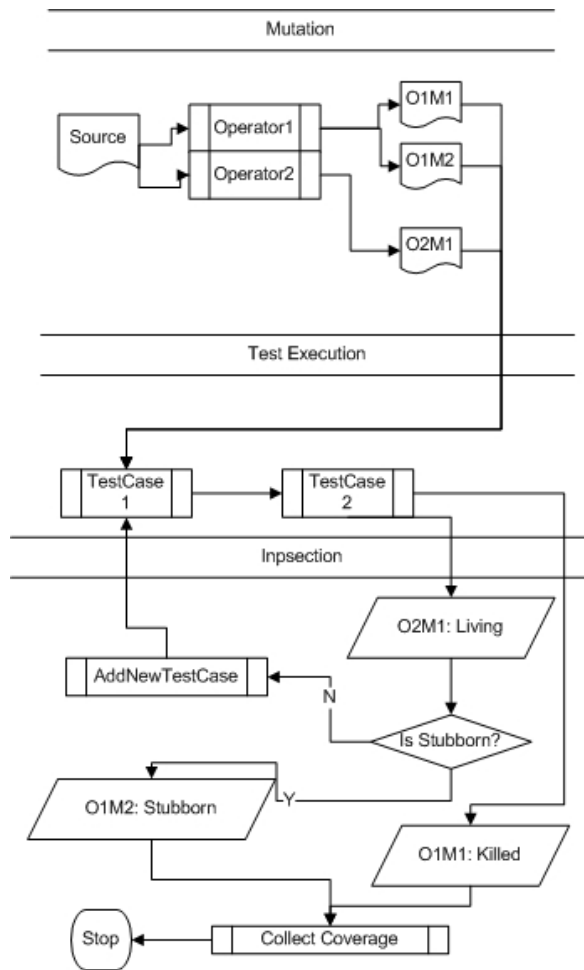 Mutation
Source
Operator1
Operator2
O1M1
O1M2
O2M1
Test Execution
TestCase
1
TestCase
2
Inpsection
O2M1: Living
AddNewTestCase
N
Is Stubborn?
Y
O1M2: Stubborn
O1M1: Killed
Stop
Collect Coverage